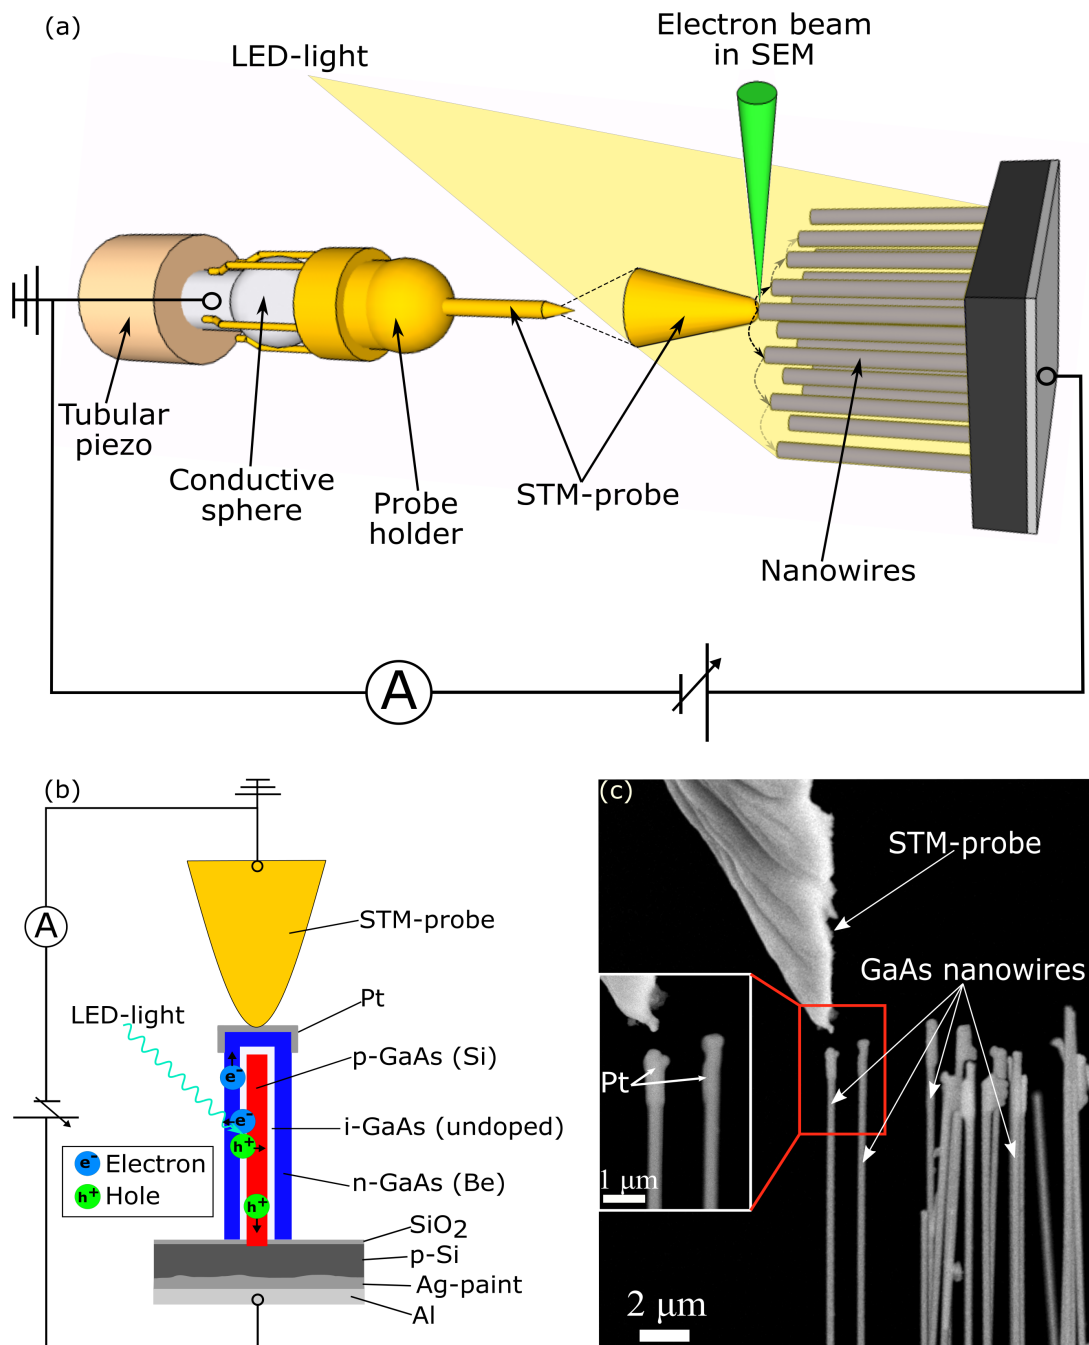 (a)
LED-light
Electron beam
in SEM
Tubular
piezo
Conductive
sphere
Probe
holder
STM-probe
Nanowires
A
(b)
A
STM-probe
LED-light
Pt
p-GaAs (Si)
e-
e-
i-GaAs (undoped)
h+
n-GaAs (Be)
h+
e- Electron
h+ Hole
SiO2
p-Si
Ag-paint
Al
(c)
STM-probe
GaAs nanowires
Pt
1 μm
2 μm